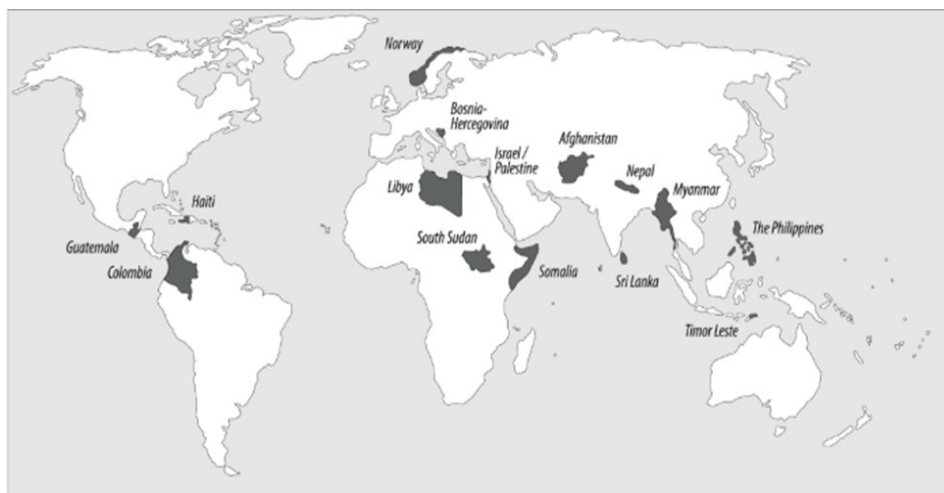 Norway
Bosnia-
Hercegovina
Afghanistan
Israel /
Palestine
Nepal
Libya
Myanmar
Haiti
The Philippines
South Sudan
Guatemala
Colombia
Somalia
Sri Lanka
Timor Leste